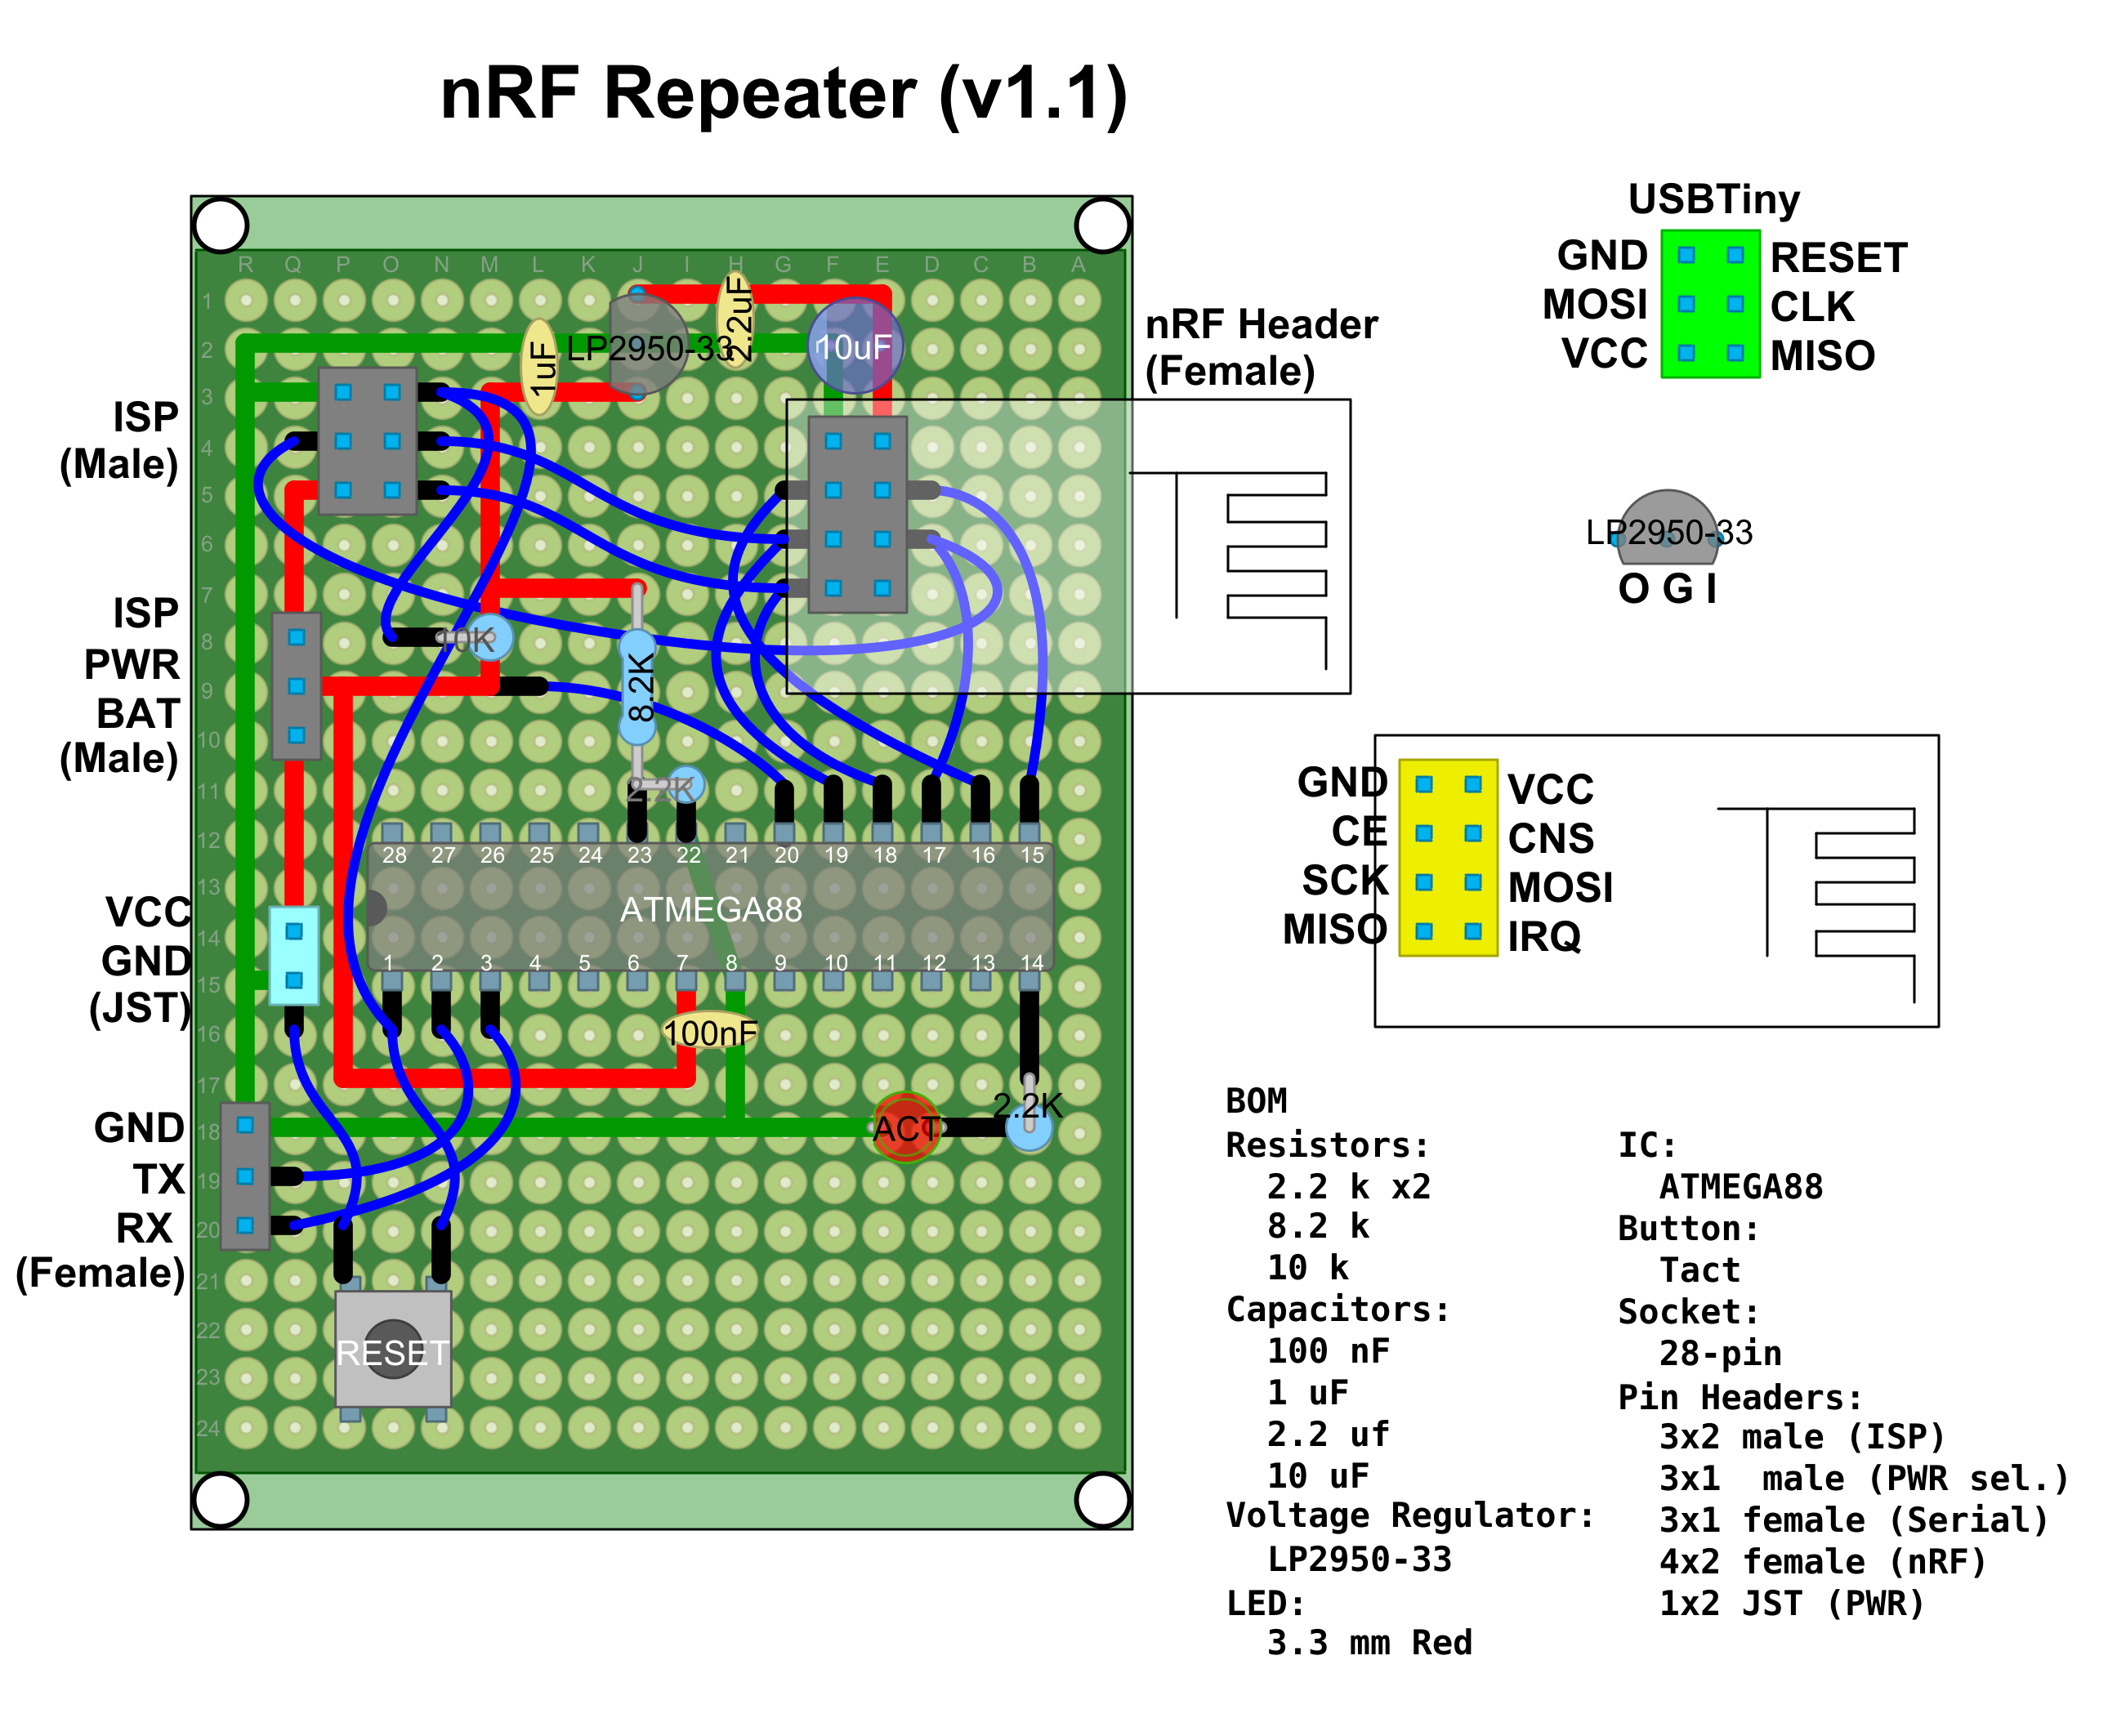 nRF Repeater (v1.1)
USBTiny
GND RESET
MOSI CLK
VCC MISO
R Q P O N M L K J I H G F E D C B A
1
2
3
4
5
6
7
8
9
10
11
12
13
14
15
16
17
18
19
20
21
22
23
24
1uF
LP2950-33
2.2uF
10uF
nRF Header
(Female)
ISP
(Male)
LP2950-33
O G I
ISP
PWR
BAT
(Male)
10K
8.2K
2.2K
28 27 26 25 24 23 22 21 20 19 18 17 16 15
ATMEGA88
1 2 3 4 5 6 7 8 9 10 11 12 13 14
GND VCC
CE CNS
SCK MOSI
MISO IRQ
VCC
GND
(JST)
100nF
2.2K
ACT
GND
TX
RX
(Female)
RESET
BOM
Resistors:
2.2 k x2
8.2 k
10 k
Capacitors:
100 nF
1 uF
2.2 uf
10 uF
Voltage Regulator:
LP2950-33
LED:
3.3 mm Red
IC:
ATMEGA88
Button:
Tact
Socket:
28-pin
Pin Headers:
3x2 male (ISP)
3x1 male (PWR sel.)
3x1 female (Serial)
4x2 female (nRF)
1x2 JST (PWR)